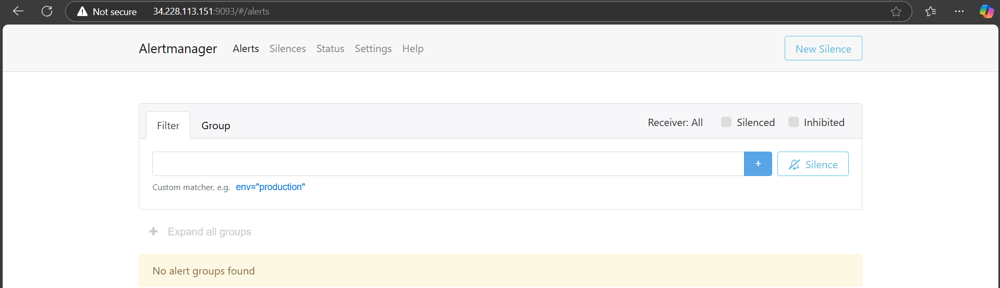 Not secure 34.228.113.151:9093/#/alerts
Alertmanager Alerts Silences Status Settings Help New Silence
Filter Group Receiver: All Silenced Inhibited
+ Silence
Custom matcher, e.g. env="production"
+ Expand all groups
No alert groups found